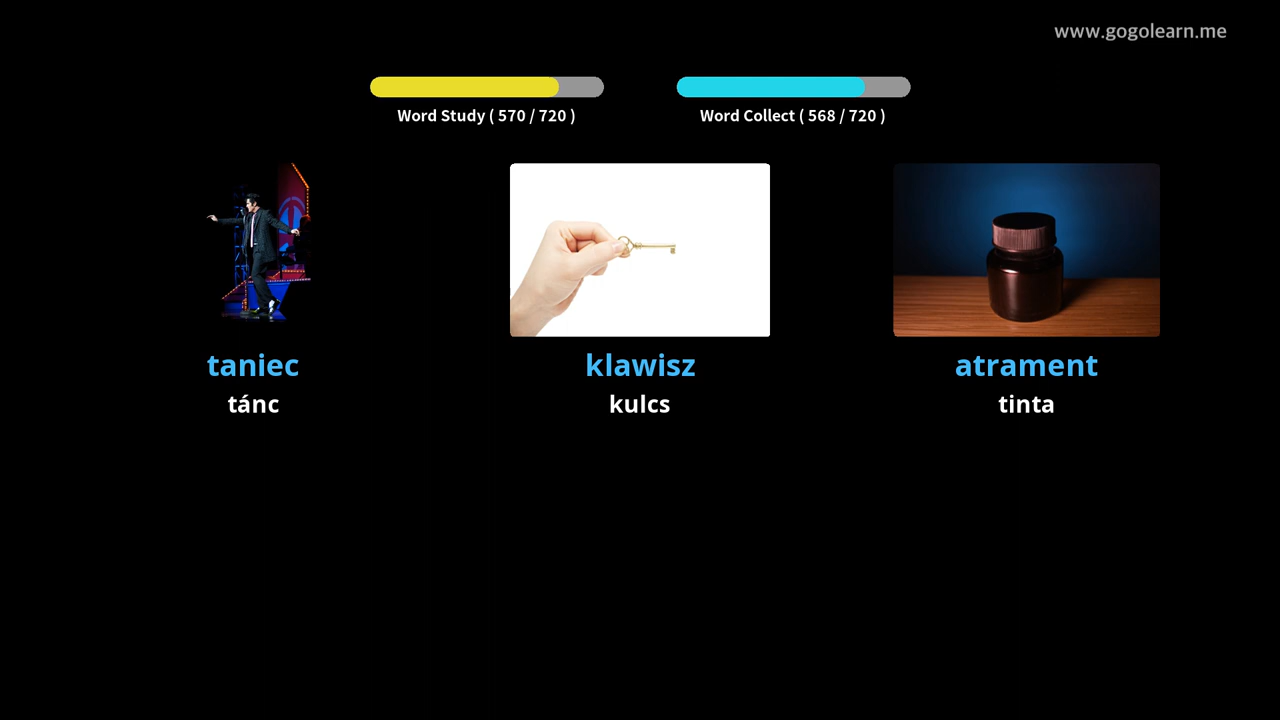 www.gogolearn.me
Word Study ( 570 / 720 )
Word Collect ( 568 / 720 )
taniec
klawisz
atrament
tánc
kulcs
tinta